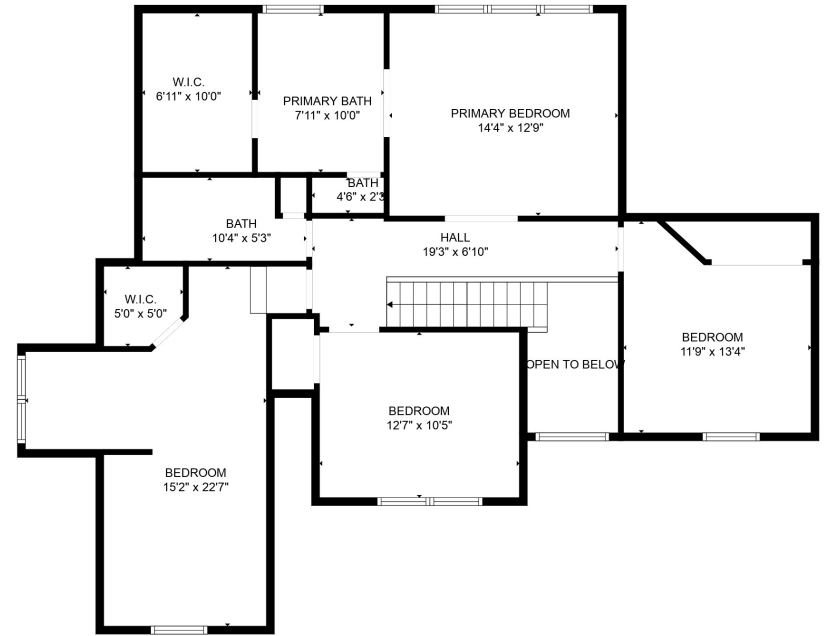 W.I.C.
6'11" x 10'0"
PRIMARY BATH
7'11" x 10'0"
PRIMARY BEDROOM
14'4" x 12'9"
BATH
4'6" x 2'3
BATH
10'4" x 5'3"
HALL
19'3" x 6'10"
W.I.C.
5'0" x 5'0"
BEDROOM
11'9" x 13'4"
OPEN TO BELOW
BEDROOM
12'7" x 10'5"
BEDROOM
15'2" x 22'7"